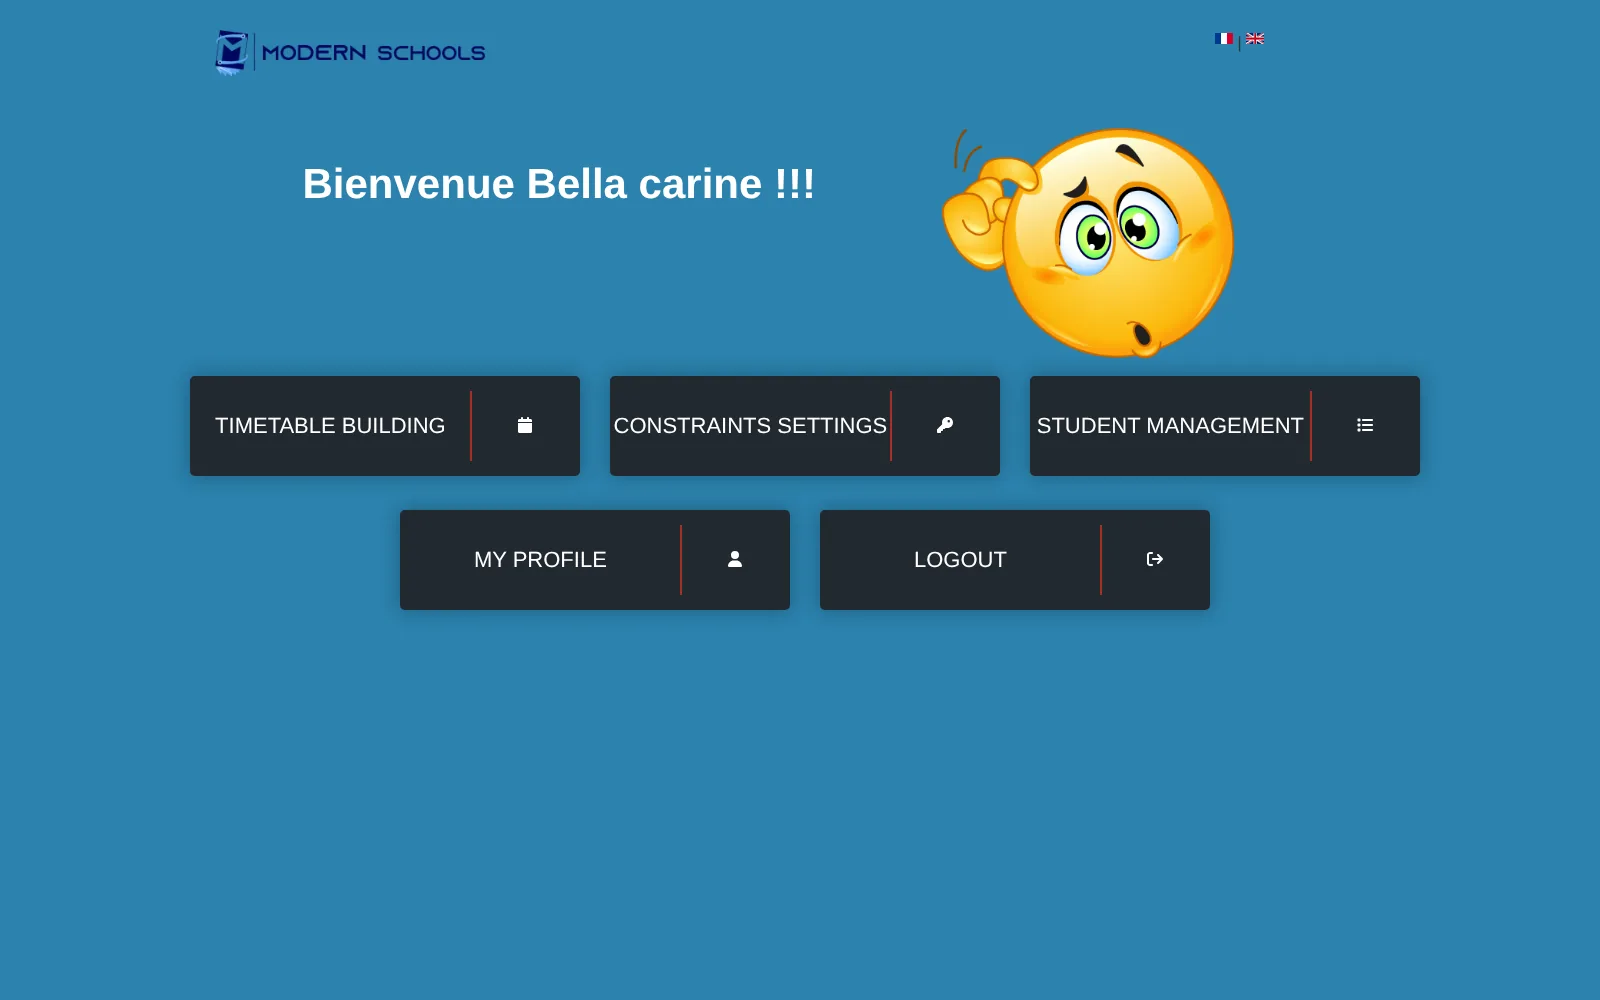 MODERN SCHOOLS
Bienvenue Bella carine !!!
TIMETABLE BUILDING
CONSTRAINTS SETTINGS
STUDENT MANAGEMENT
MY PROFILE
LOGOUT